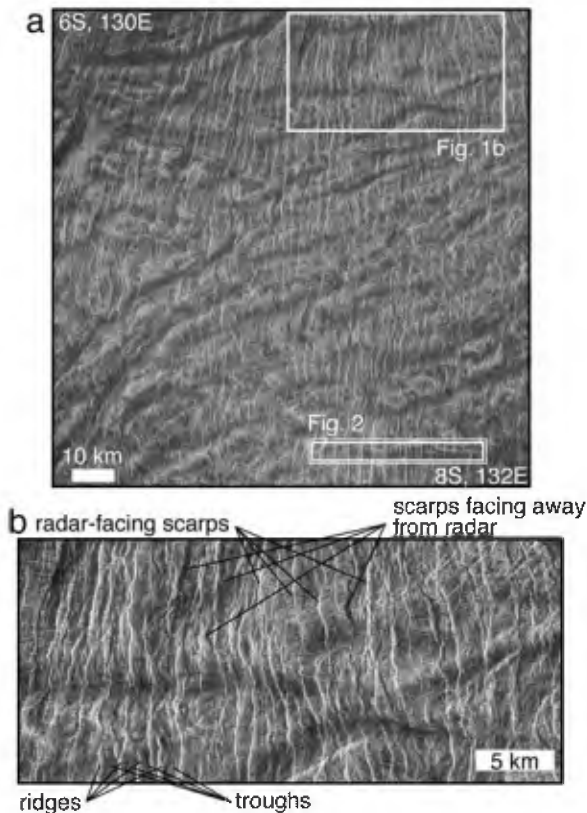 a
6S, 130E
Fig. 1b
Fig. 2
10 km
8S, 132E
b
radar-facing scarps
scarps facing away
from radar
5 km
ridges
troughs